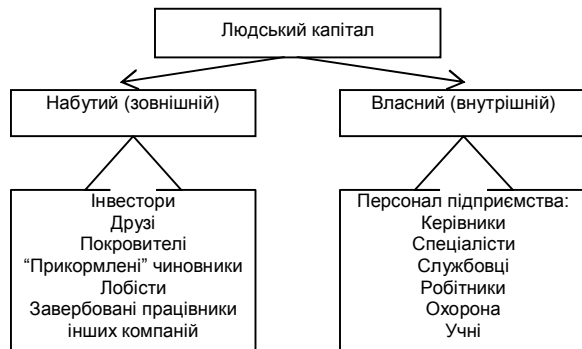 Людський капітал
Набутий (зовнішній)
Власний (внутрішній)
Інвестори
Друзі
Покровителі
“Прикормлені” чиновники
Лобісти
Завербовані працівники
інших компаній
Персонал підприємства:
Керівники
Спеціалісти
Службовці
Робітники
Охорона
Учні